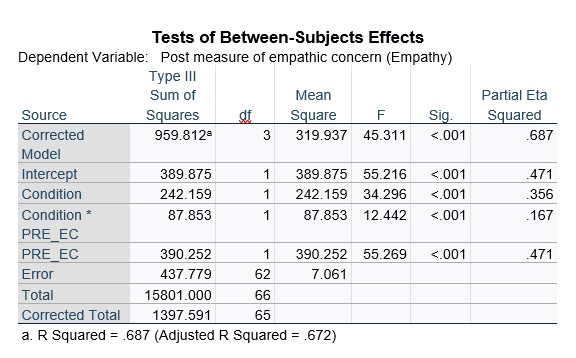 Tests of Between-Subjects Effects
Dependent Variable: Post measure of empathic concern (Empathy)
Source Type III Sum of Squares df Mean Square F Sig. Partial Eta Squared
Corrected Model 959.812ª 3 319.937 45.311 <.001 .687
Intercept 389.875 1 389.875 55.216 <.001 .471
Condition 242.159 1 242.159 34.296 <.001 .356
Condition * PRE_EC 87.853 1 87.853 12.442 <.001 .167
PRE_EC 390.252 1 390.252 55.269 <.001 .471
Error 437.779 62 7.061
Total 15801.000 66
Corrected Total 1397.591 65
a. R Squared = .687 (Adjusted R Squared = .672)